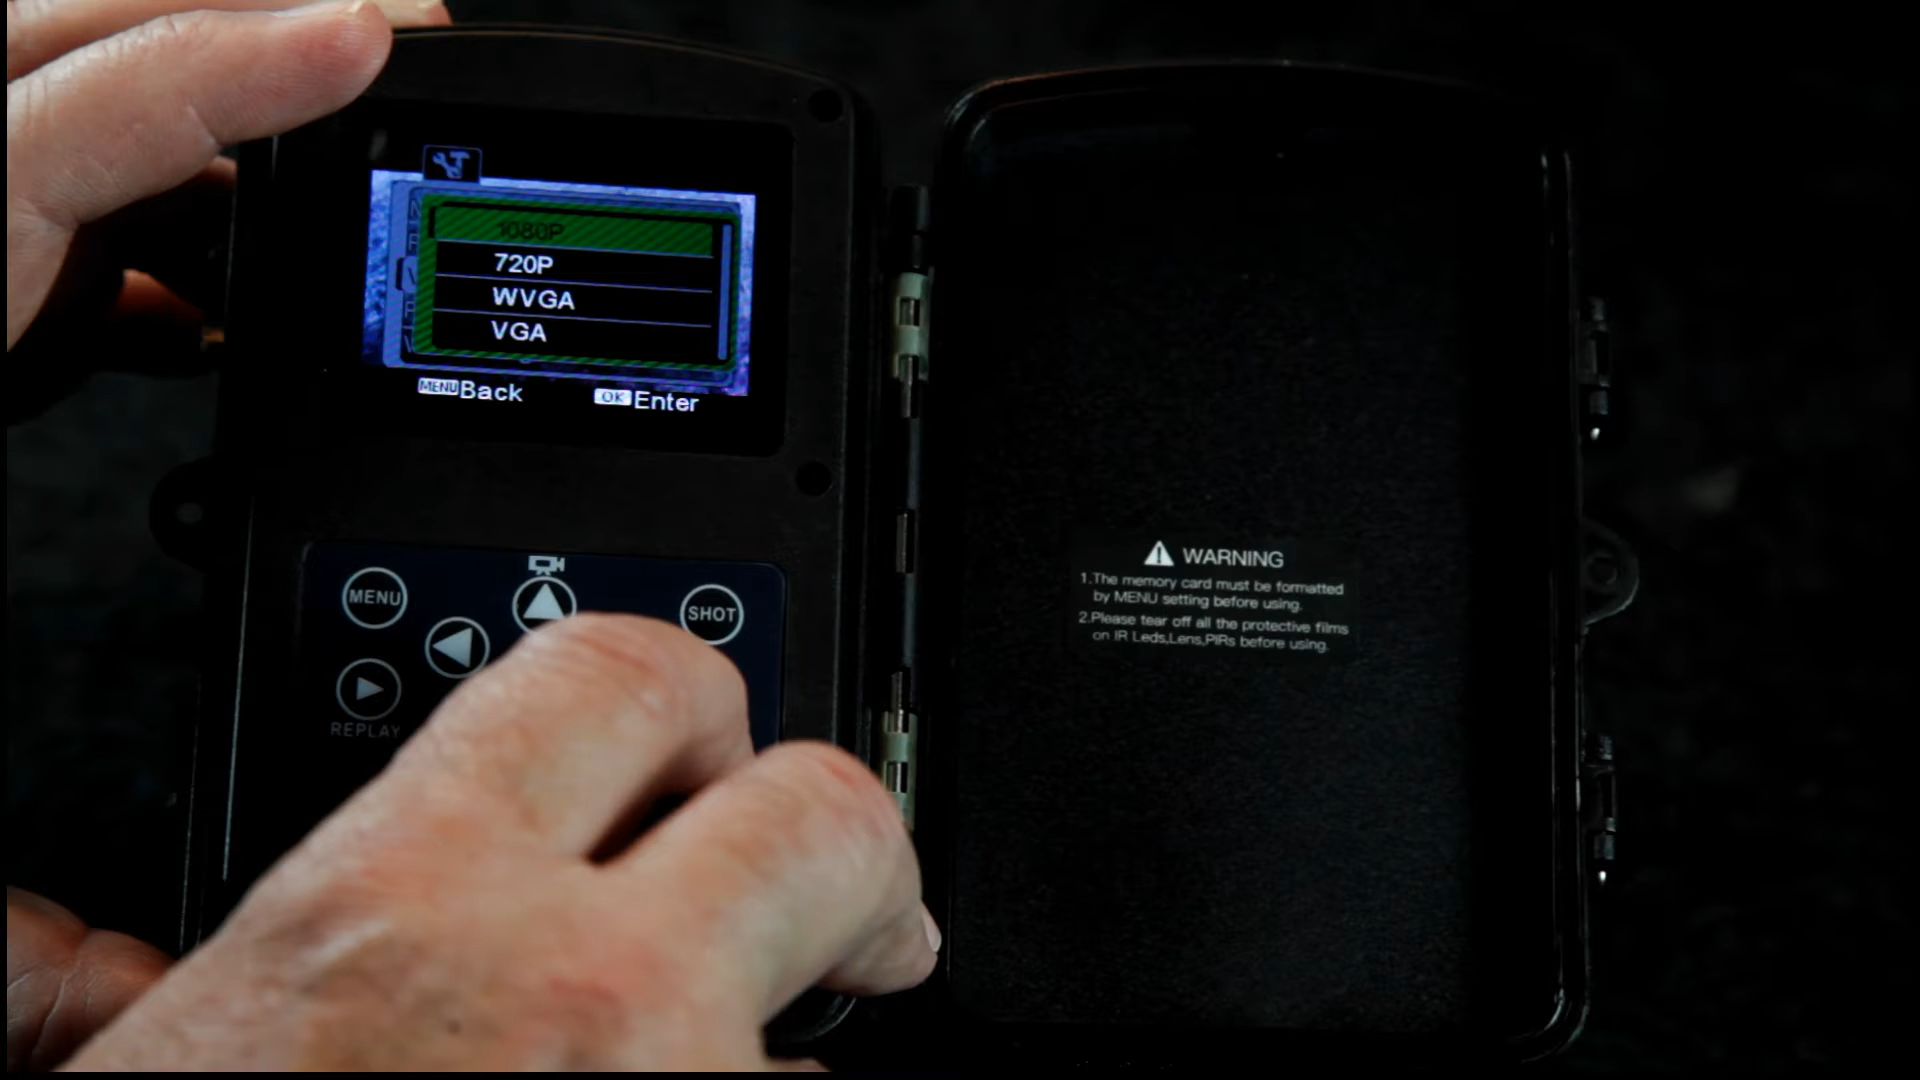 1080P
720P
WVGA
VGA
MENU Back
OK Enter
MENU
SHOT
REPLAY
WARNING
1.The memory card must be formatted
by MENU setting before using.
2.Please tear off all the protective films
on IR Leds,Lens,PIRs before using.